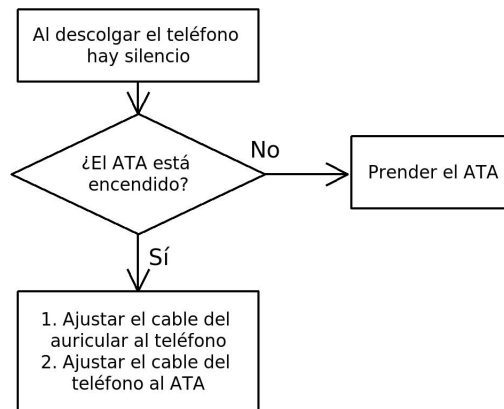 Al descolgar el teléfono
hay silencio
¿El ATA está
encendido?
No
Prender el ATA
Sí
1. Ajustar el cable del
auricular al teléfono
2. Ajustar el cable del
teléfono al ATA